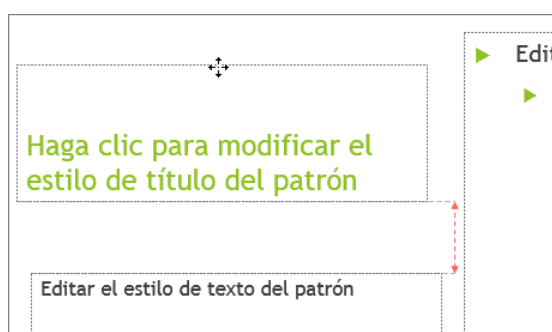 Haga clic para modificar el
estilo de título del patrón
Editar el estilo de texto del patrón